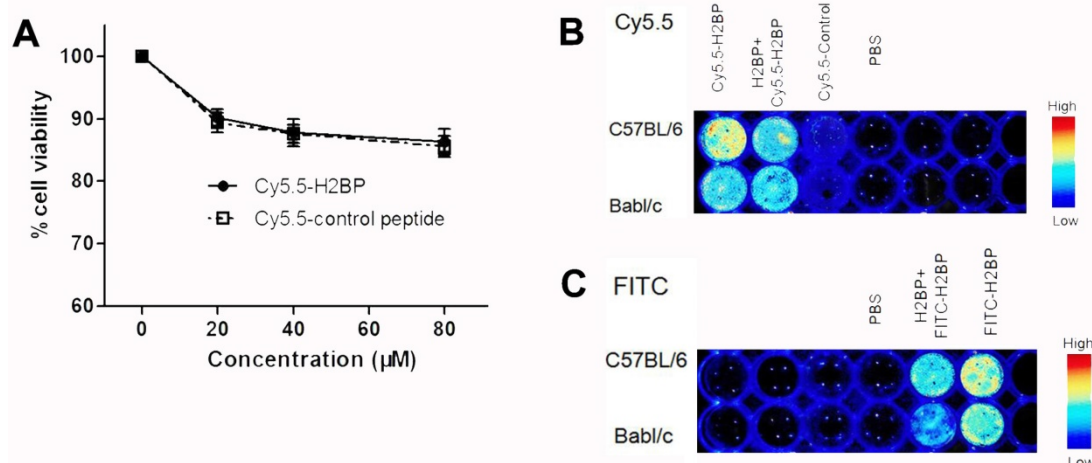 A
100
90
80
70
60
% cell viability
Cy5.5-H2BP
Cy5.5-control peptide
0
20
40
60
80
Concentration (µM)
B
Cy5.5
Cy5.5-H2BP
H2BP+
Cy5.5-H2BP
Cy5.5-Control
PBS
C57BL/6
Babl/c
High
Low
C
FITC
PBS
H2BP+
FITC-H2BP
FITC-H2BP
C57BL/6
Babl/c
High
Low